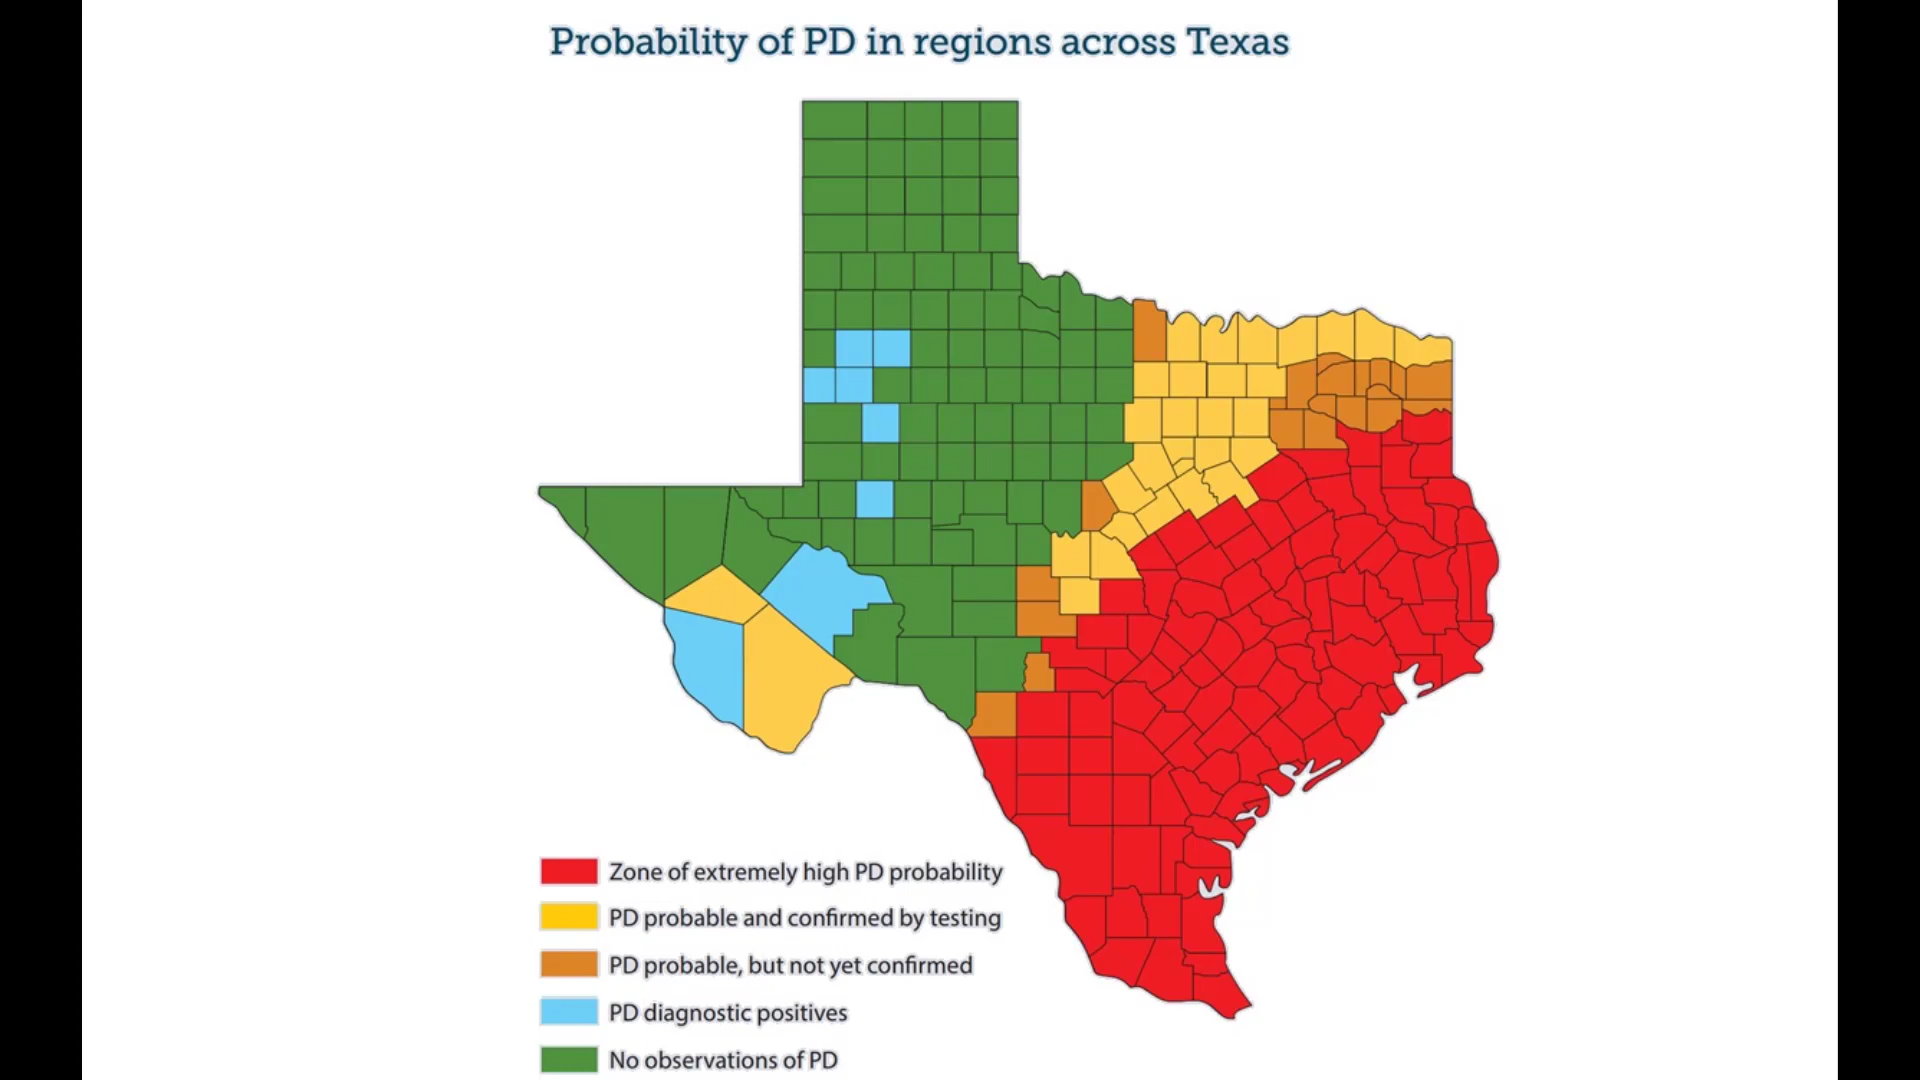 Probability of PD in regions across Texas
Zone of extremely high PD probability
PD probable and confirmed by testing
PD probable, but not yet confirmed
PD diagnostic positives
No observations of PD